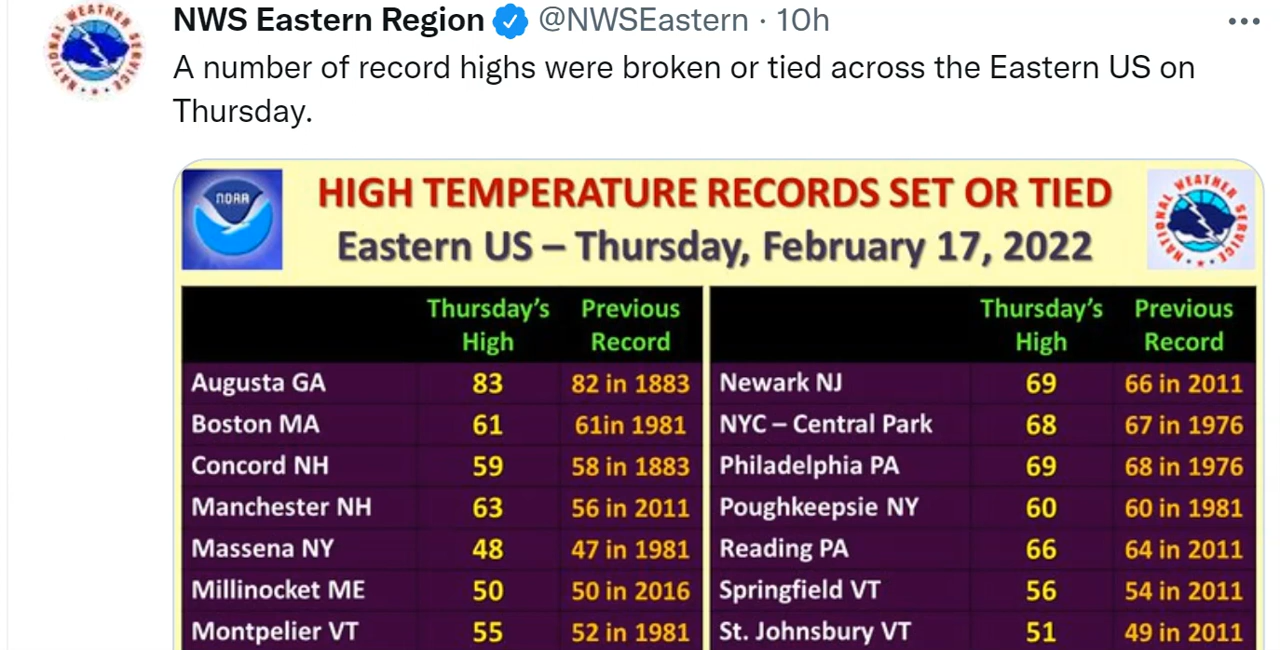 NWS Eastern Region @NWSEastern · 10h
A number of record highs were broken or tied across the Eastern US on
Thursday.
NOAA
NATIONAL WEATHER SERVICE
HIGH TEMPERATURE RECORDS SET OR TIED
Eastern US – Thursday, February 17, 2022
NATIONAL WEATHER SERVICE
Thursday's High Previous Record Thursday's High Previous Record
Augusta GA 83 82 in 1883 Newark NJ 69 66 in 2011
Boston MA 61 61in 1981 NYC – Central Park 68 67 in 1976
Concord NH 59 58 in 1883 Philadelphia PA 69 68 in 1976
Manchester NH 63 56 in 2011 Poughkeepsie NY 60 60 in 1981
Massena NY 48 47 in 1981 Reading PA 66 64 in 2011
Millinocket ME 50 50 in 2016 Springfield VT 56 54 in 2011
Montpelier VT 55 52 in 1981 St. Johnsbury VT 51 49 in 2011